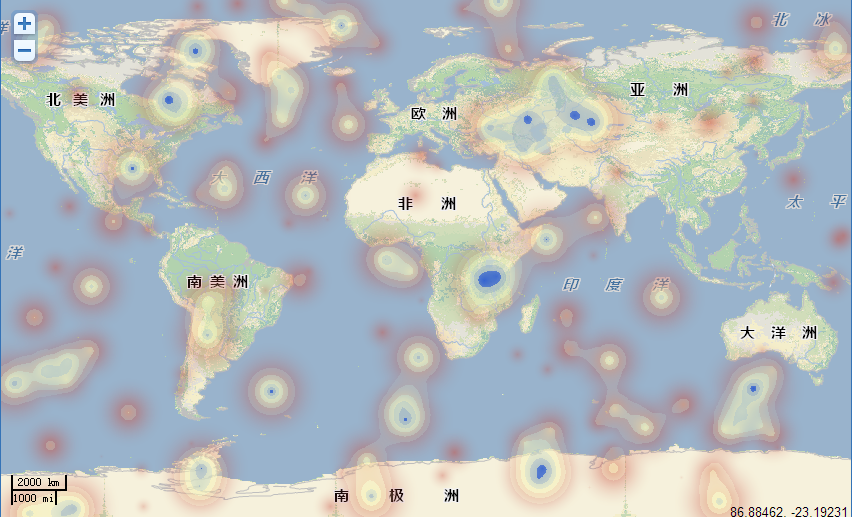 +
北 冰
洋
−
北 美 洲
欧 洲
亚 洲
大 西 洋
非 洲
太 平
洋
南 美 洲
印 度 洋
大 洋 洲
2000 km
1000 mi
南 极 洲
86.88462, -23.19231